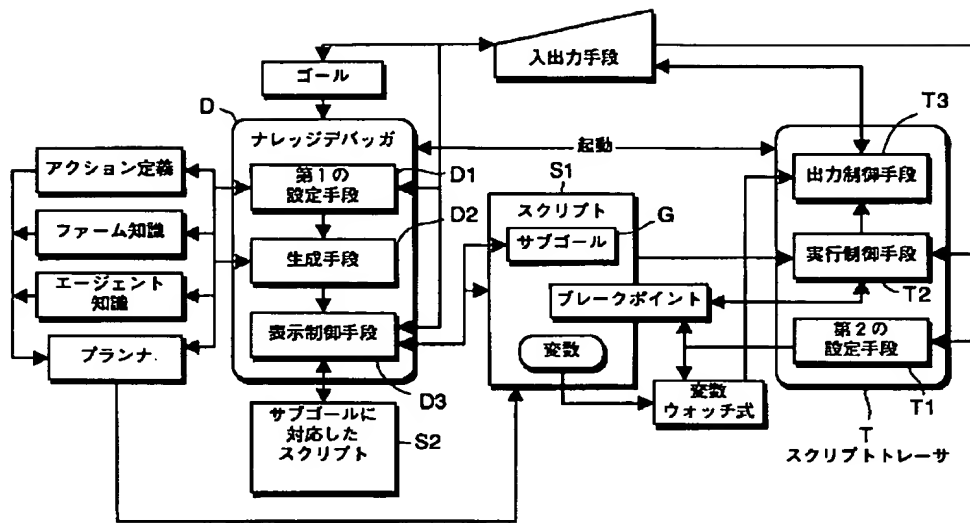 入出力手段
ゴール
D
ナレッジデバッガ
起動
T3
アクション定義
第1の
設定手段
D1
S1
スクリプト
出力制御手段
D2
G
サブゴール
ファーム知識
生成手段
実行制御手段
エージェント
知識
T2
ブレークポイント
表示制御手段
第2の
設定手段
プランナ
変数
D3
変数
ウォッチ式
T1
サブゴールに
対応した
スクリプト
S2
T
スクリプトトレーサ